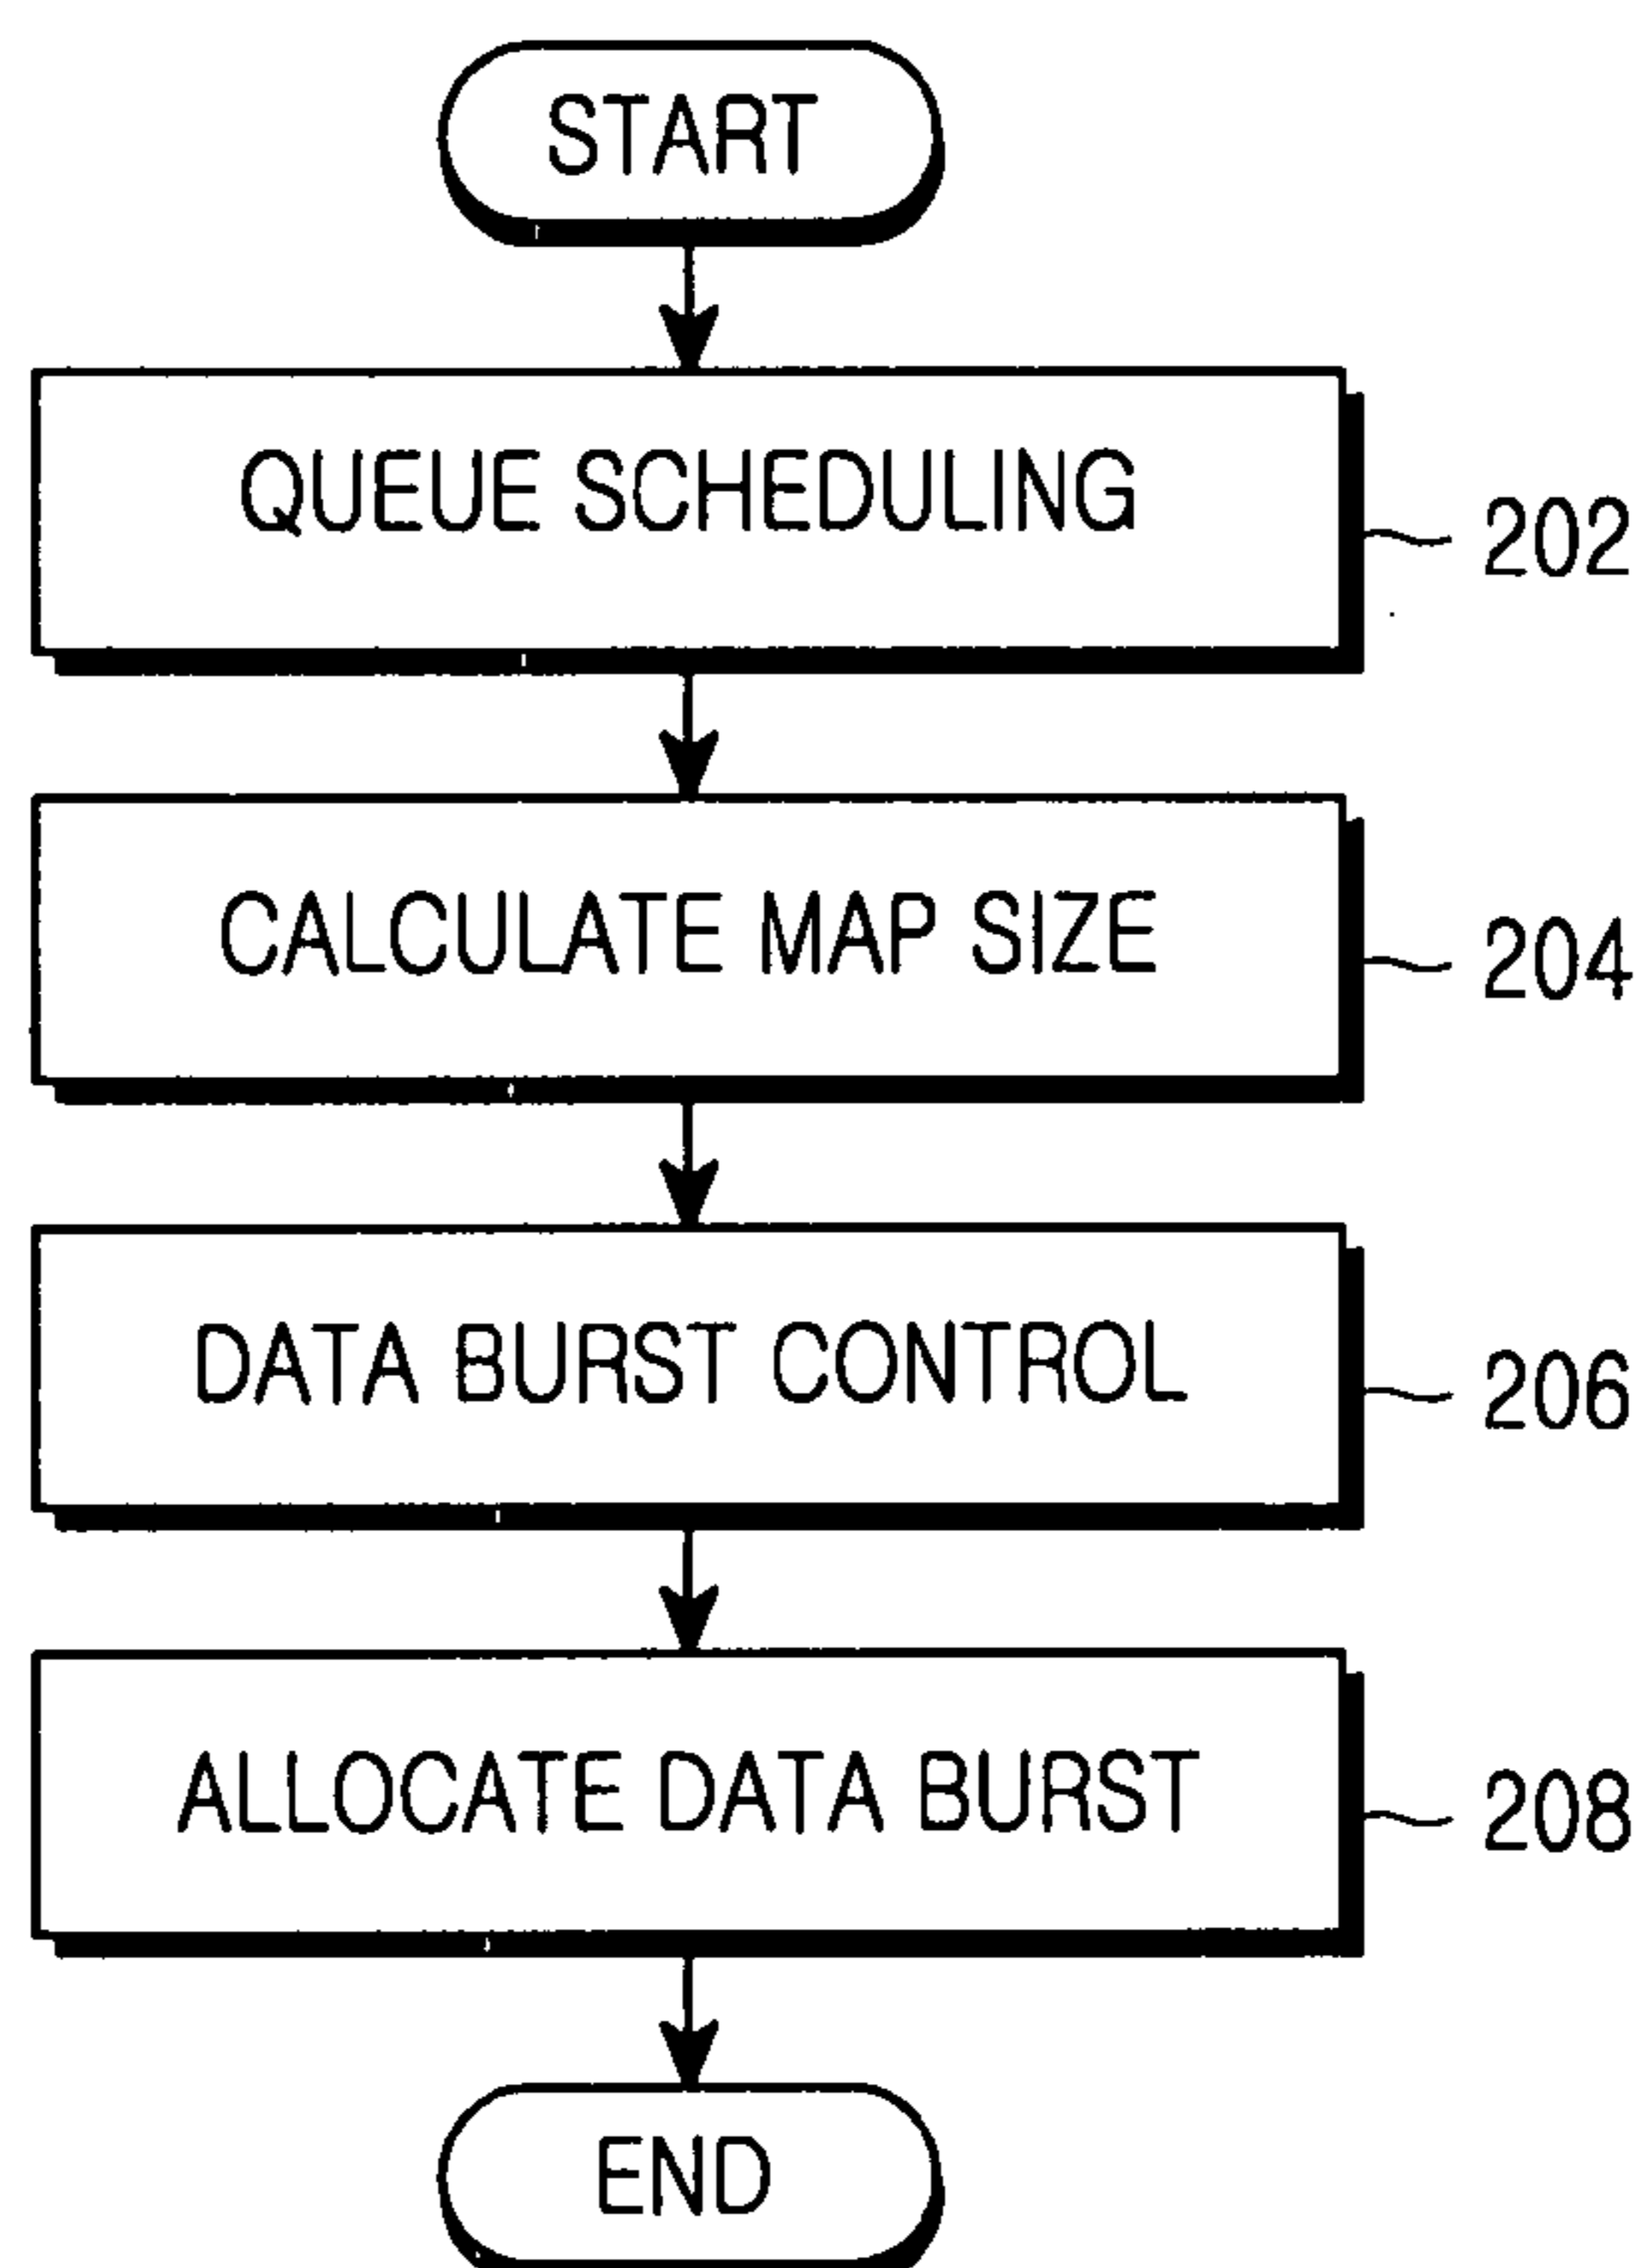 START
QUEUE SCHEDULING
202
CALCULATE MAP SIZE
204
DATA BURST CONTROL
206
ALLOCATE DATA BURST
208
END